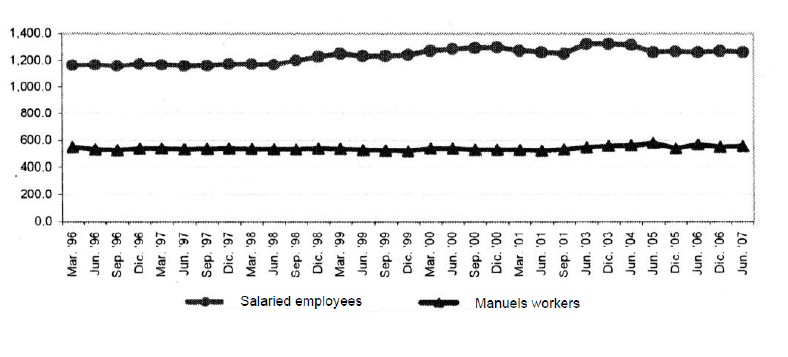 1,400.0
1,200.0
1,000.0
800.0
600.0
400.0
200.0
0.0
Mar. '96
Jun. '96
Sep. '96
Dic. '96
Mar. '97
Jun. '97
Sep. '97
Dic. '97
Mar. '98
Jun. '98
Sep. '98
Dic. '98
Mar. '99
Jun. '99
Sep. '99
Dic. '99
Mar. '00
Jun. '00
Sep. '00
Dic. '00
Mar. '01
Jun. '01
Sep. '01
Jun. '03
Dic. '03
Jun. '04
Jun. '05
Dic. '05
Jun. '06
Dic. '06
Jun. '07
Salaried employees
Manuels workers